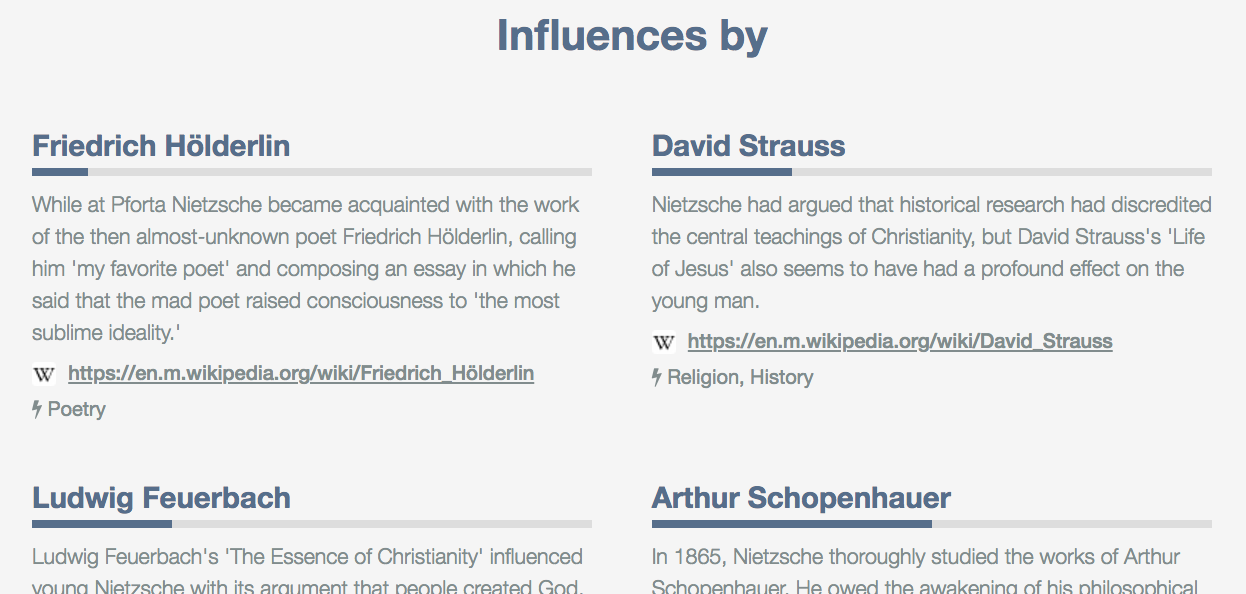 Influences by
Friedrich Hölderlin
While at Pforta Nietzsche became acquainted with the work
of the then almost-unknown poet Friedrich Hölderlin, calling
him 'my favorite poet' and composing an essay in which he
said that the mad poet raised consciousness to 'the most
sublime ideality.'
W https://en.m.wikipedia.org/wiki/Friedrich_Hölderlin
Poetry
David Strauss
Nietzsche had argued that historical research had discredited
the central teachings of Christianity, but David Strauss's 'Life
of Jesus' also seems to have had a profound effect on the
young man.
W https://en.m.wikipedia.org/wiki/David_Strauss
Religion, History
Ludwig Feuerbach
Ludwig Feuerbach's 'The Essence of Christianity' influenced
young Nietzsche with its argument that people created God,
Arthur Schopenhauer
In 1865, Nietzsche thoroughly studied the works of Arthur
Schopenhauer. He owed the awakening of his philosophical